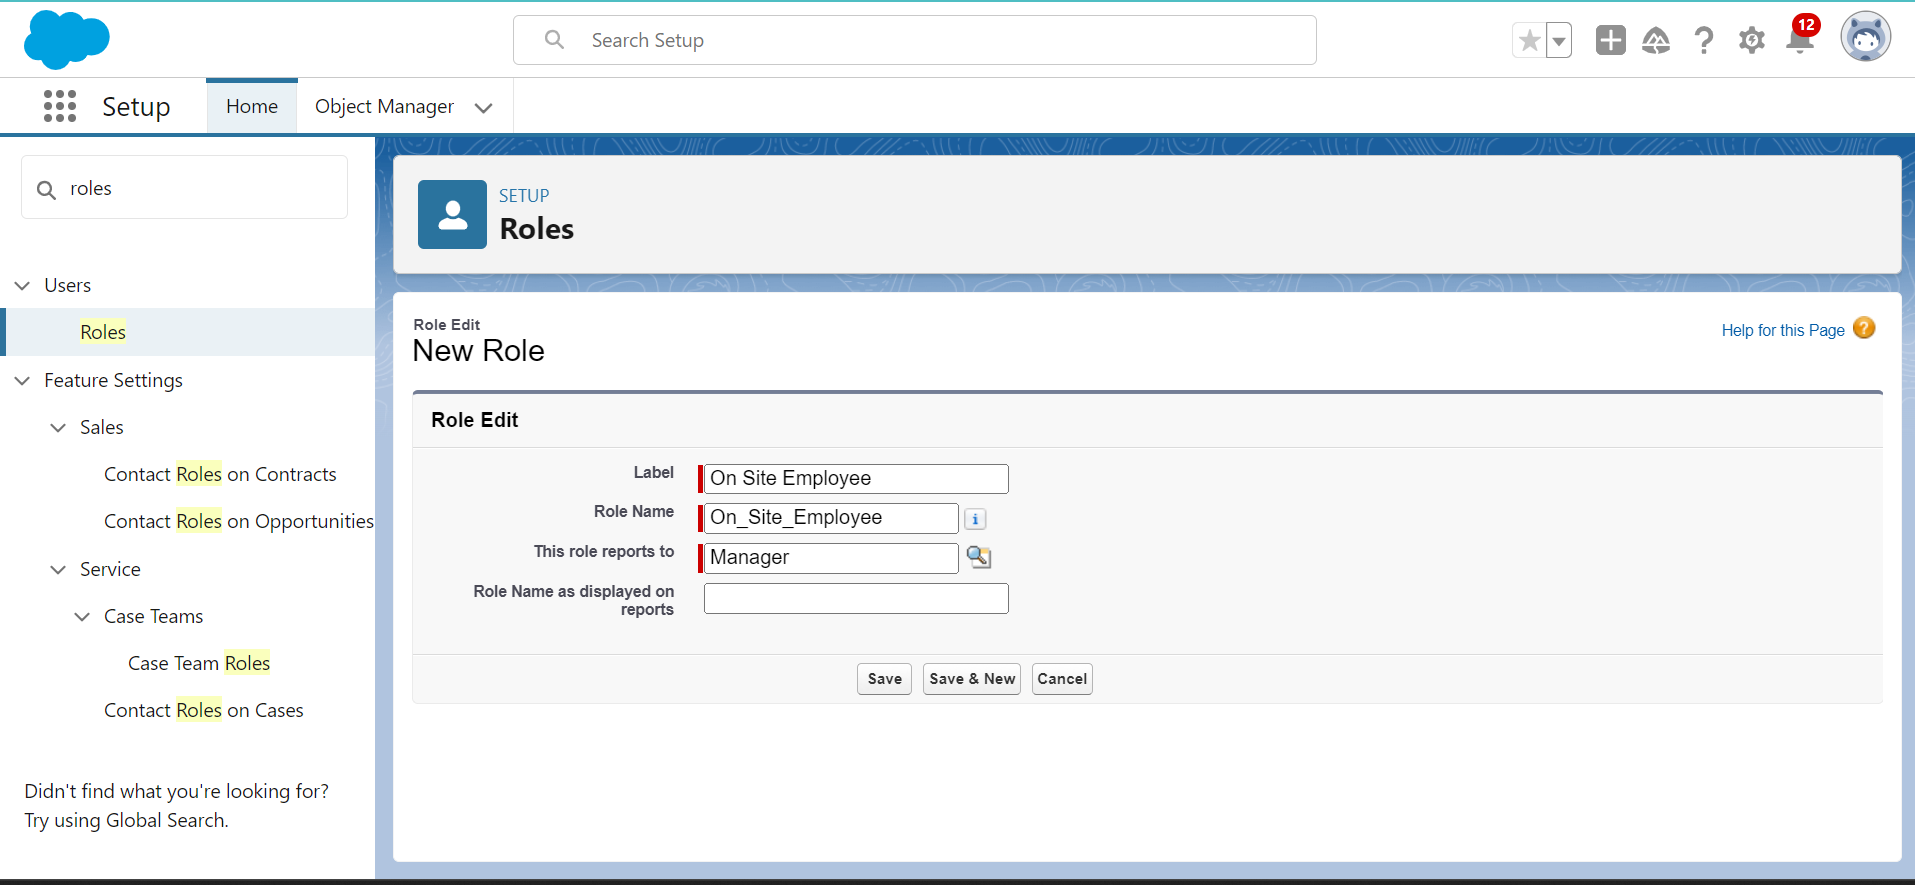 Search Setup
12
Setup
Home
Object Manager
roles
Users
Roles
Feature Settings
Sales
Contact Roles on Contracts
Contact Roles on Opportunities
Service
Case Teams
Case Team Roles
Contact Roles on Cases
Didn't find what you're looking for?
Try using Global Search.
SETUP
Roles
Role Edit
New Role
Help for this Page ?
Role Edit
Label On Site Employee
Role Name On_Site_Employee i
This role reports to Manager
Role Name as displayed on
reports
Save Save & New Cancel